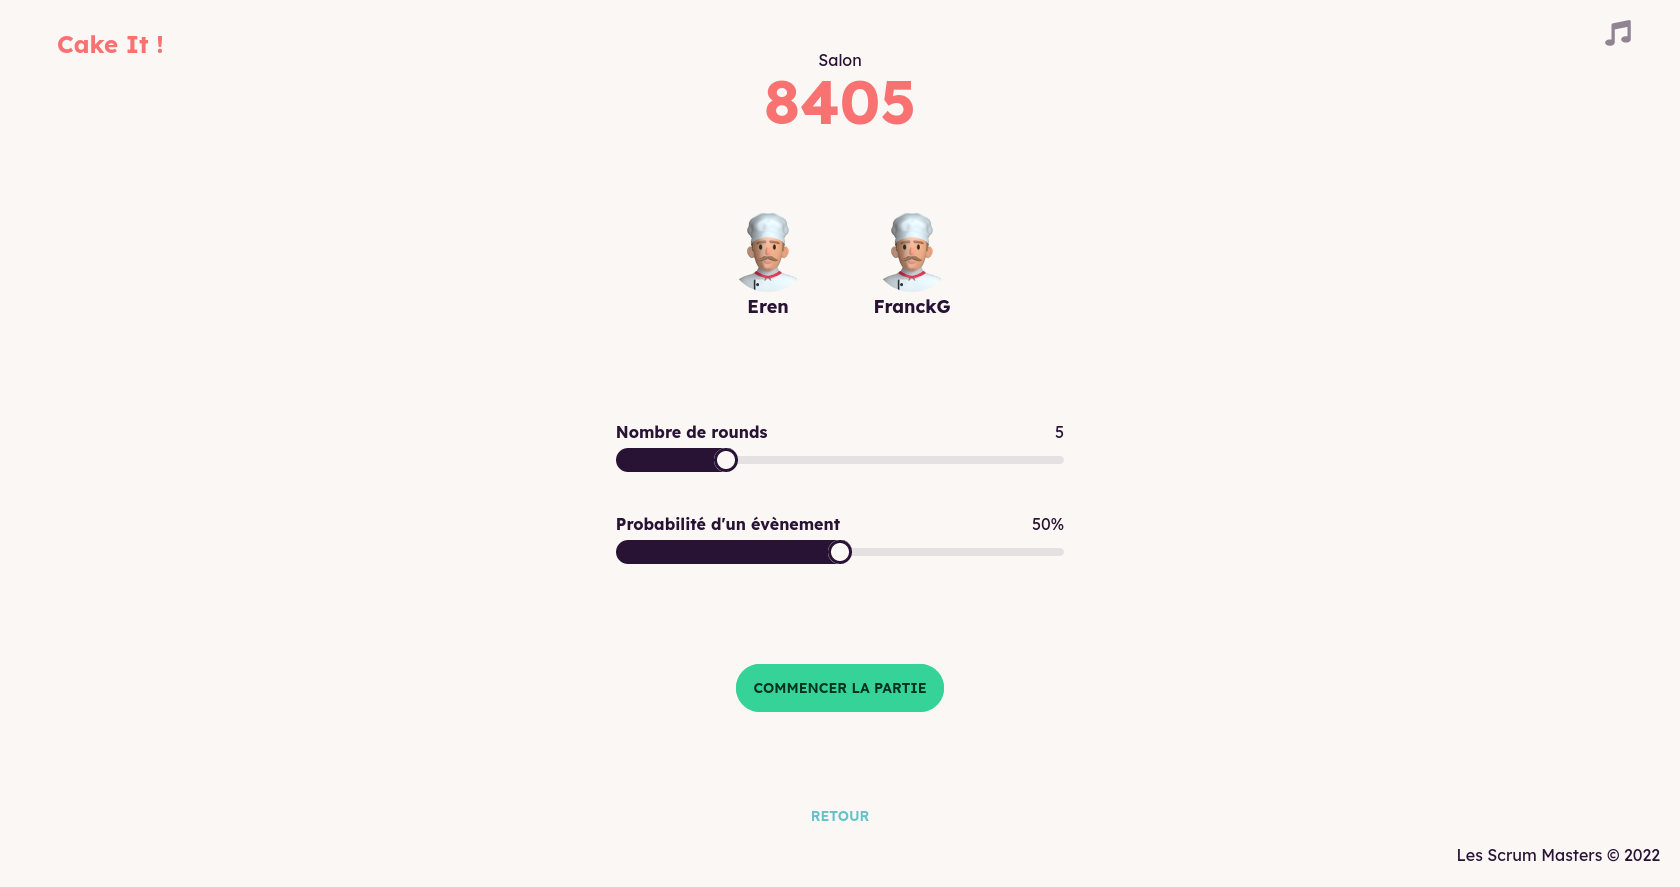 Cake It !
Salon
8405
Eren
FranckG
Nombre de rounds
5
Probabilité d'un évènement
50%
COMMENCER LA PARTIE
RETOUR
Les Scrum Masters © 2022